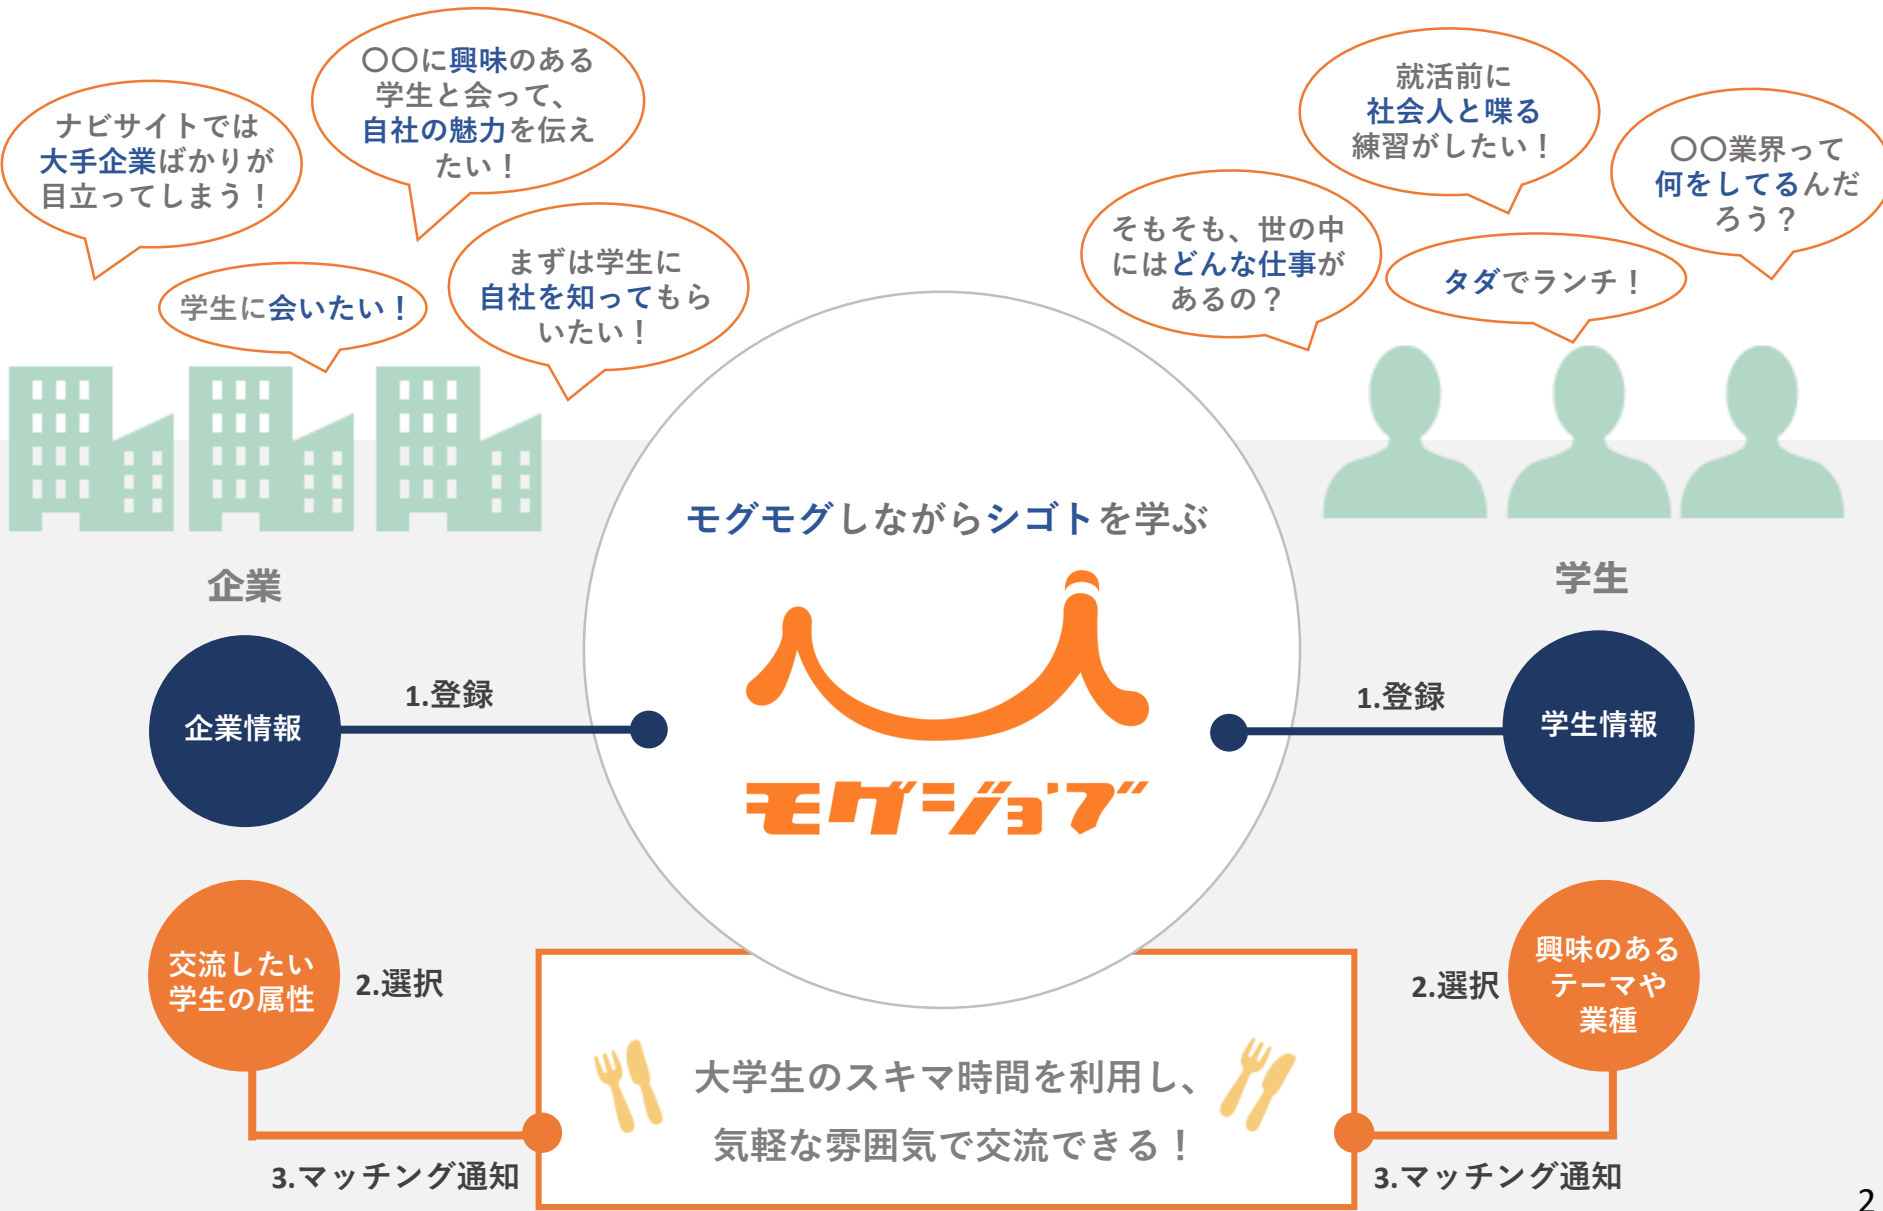 ナビサイトでは
大手企業ばかりが
目立ってしまう！
〇〇に興味のある
学生と会って、
自社の魅力を伝え
たい！
学生に会いたい！
まずは学生に
自社を知ってもら
いたい！
就活前に
社会人と喋る
練習がしたい！
〇〇業界って
何をしてるんだ
ろう？
そもそも、世の中
にはどんな仕事が
あるの？
タダでランチ！
企業
モグモグしながらシゴトを学ぶ
学生
企業情報
1.登録
モグジョブ
1.登録
学生情報
交流したい
学生の属性
2.選択
2.選択
興味のある
テーマや
業種
大学生のスキマ時間を利用し、
気軽な雰囲気で交流できる！
3.マッチング通知
3.マッチング通知
2